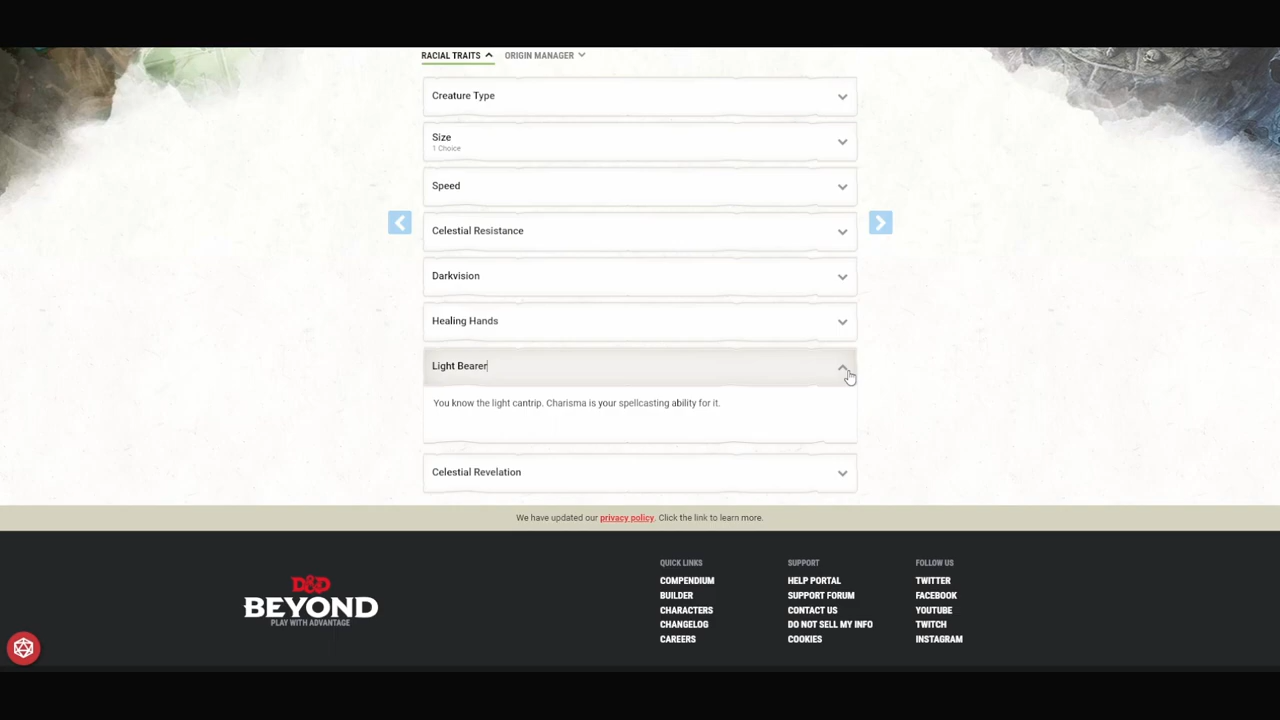 RACIAL TRAITS
ORIGIN MANAGER
Creature Type
Size
1 Choice
Speed
Celestial Resistance
Darkvision
Healing Hands
Light Bearer
You know the light cantrip. Charisma is your spellcasting ability for it.
Celestial Revelation
We have updated our privacy policy. Click the link to learn more.
D&D
BEYOND
PLAY WITH ADVANTAGE
QUICK LINKS
COMPENDIUM
BUILDER
CHARACTERS
CHANGELOG
CAREERS
SUPPORT
HELP PORTAL
SUPPORT FORUM
CONTACT US
DO NOT SELL MY INFO
COOKIES
FOLLOW US
TWITTER
FACEBOOK
YOUTUBE
TWITCH
INSTAGRAM